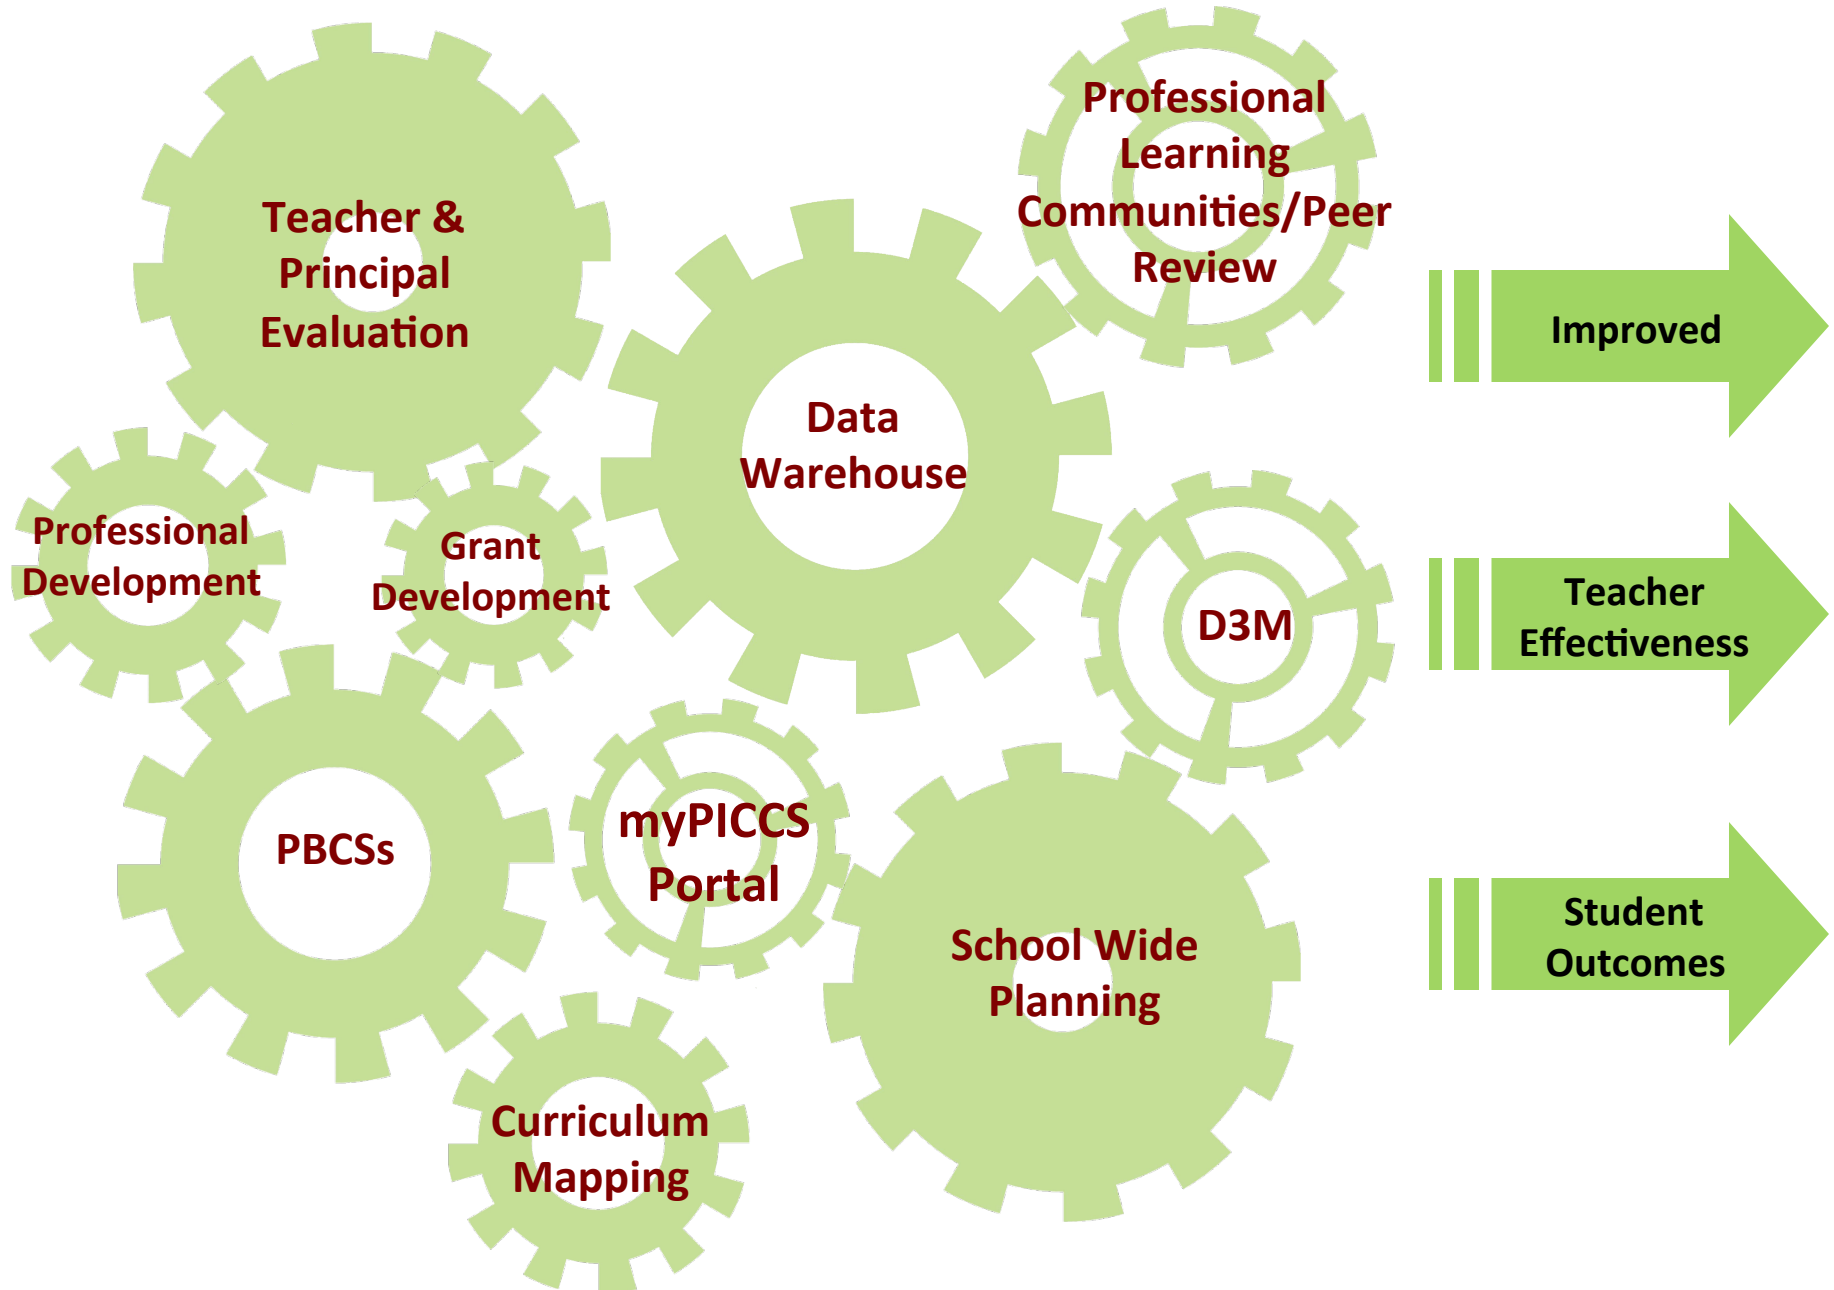 Teacher &
Principal
Evaluation
Professional
Learning
Communities/Peer
Review
Data
Warehouse
Professional
Development
Grant
Development
D3M
PBCSs
myPICCS
Portal
School Wide
Planning
Curriculum
Mapping
Improved
Teacher
Effectiveness
Student
Outcomes